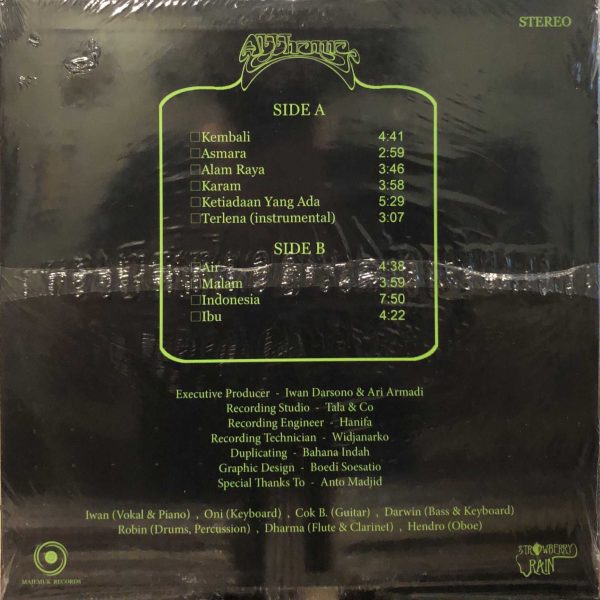 STEREO
SIDE A
Kembali 4:41
Asmara 2:59
Alam Raya 3:46
Karam 3:58
Ketiadaan Yang Ada 5:29
Terlena (instrumental) 3:07
SIDE B
Air 4:38
Malam 3:59
Indonesia 7:50
Ibu 4:22
Executive Producer - Iwan Darsono & Ari Armadi
Recording Studio - Tala & Co
Recording Engineer - Hanifa
Recording Technician - Widjanarko
Duplicating - Bahana Indah
Graphic Design - Boedi Soesatio
Special Thanks To - Anto Madjid
Iwan (Vokal & Piano) , Oni (Keyboard) , Cok B. (Guitar) , Darwin (Bass & Keyboard)
Robin (Drums, Percussion) , Dharma (Flute & Clarinet) , Hendro (Oboe)
MAJEMUK RECORDS
STRAWBERRY
RAIN